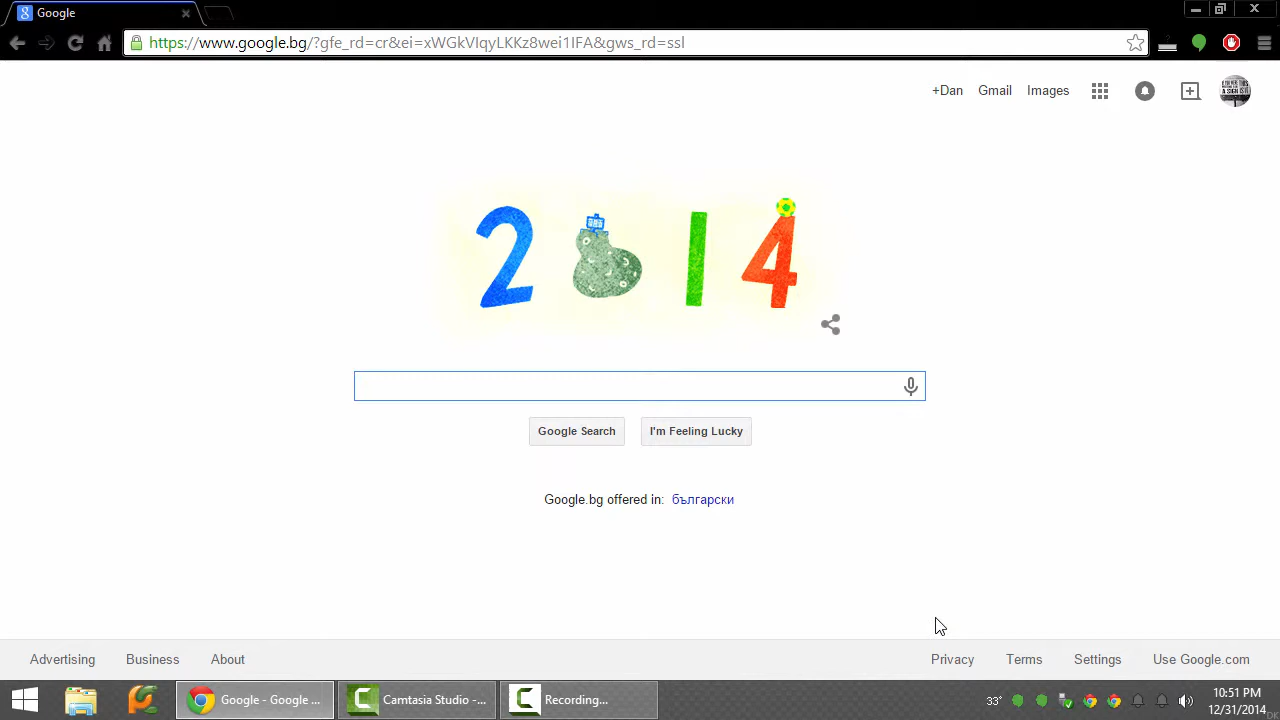 Google
https://www.google.bg/?gfe_rd=cr&ei=xWGkVIqyLKKz8wei1IFA&gws_rd=ssl
+Dan Gmail Images
2 14
Google Search I'm Feeling Lucky
Google.bg offered in: български
Advertising Business About Privacy Terms Settings Use Google.com
Google - Google ... Camtasia Studio -... Recording... 33° 10:51 PM
12/31/2014